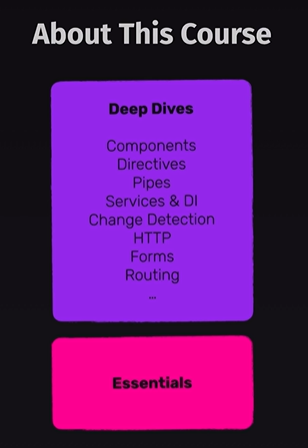 About This Course
Deep Dives
Components
Directives
Pipes
Services & DI
Change Detection
HTTP
Forms
Routing
...
Essentials